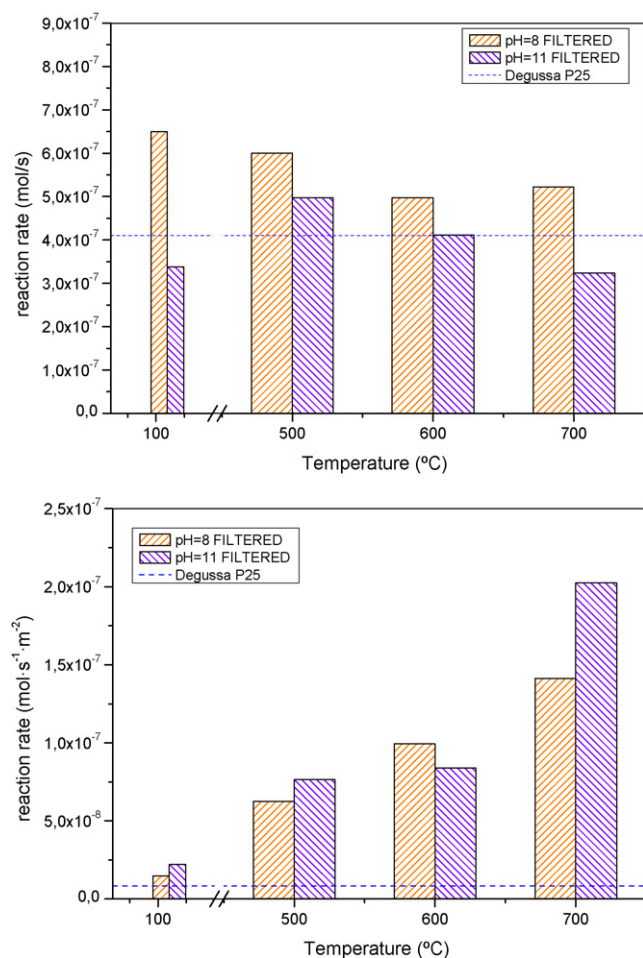 9,0x10⁻⁷
8,0x10⁻⁷
7,0x10⁻⁷
6,0x10⁻⁷
5,0x10⁻⁷
4,0x10⁻⁷
3,0x10⁻⁷
2,0x10⁻⁷
1,0x10⁻⁷
0,0
reaction rate (mol/s)
pH=8 FILTERED
pH=11 FILTERED
Degussa P25
100
500
600
700
Temperature (ºC)
2,5x10⁻⁷
2,0x10⁻⁷
1,5x10⁻⁷
1,0x10⁻⁷
5,0x10⁻⁸
0,0
reaction rate (mol·s⁻¹·m⁻²)
pH=8 FILTERED
pH=11 FILTERED
Degussa P25
100
500
600
700
Temperature (ºC)